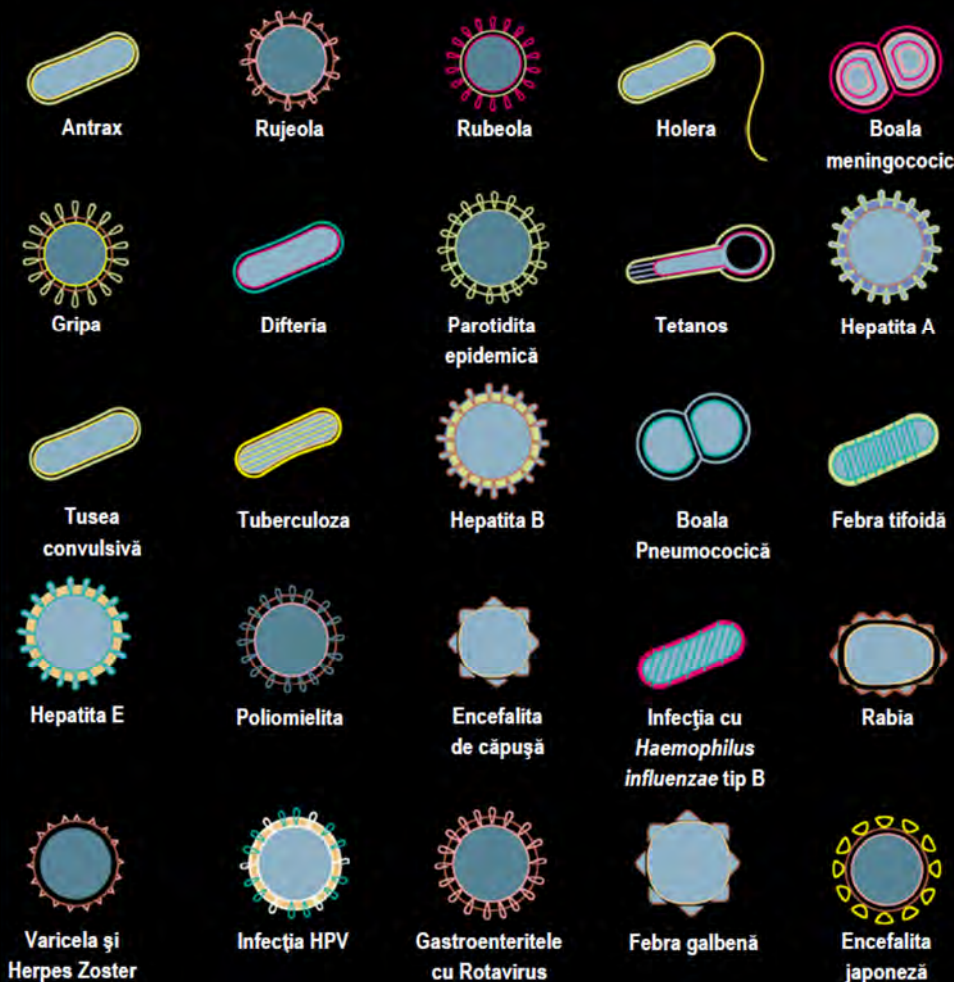 Antrax
Rujeola
Rubeola
Holera
Boala
meningococic
Gripa
Difteria
Parotidita
epidemică
Tetanos
Hepatita A
Tusea
convulsivă
Tuberculoza
Hepatita B
Boala
Pneumococică
Febra tifoidă
Hepatita E
Poliomielita
Encefalita
de căpuşă
Infecţia cu
Haemophilus
influenzae tip B
Rabia
Varicela şi
Herpes Zoster
Infecţia HPV
Gastroenteritele
cu Rotavirus
Febra galbenă
Encefalita
japoneză